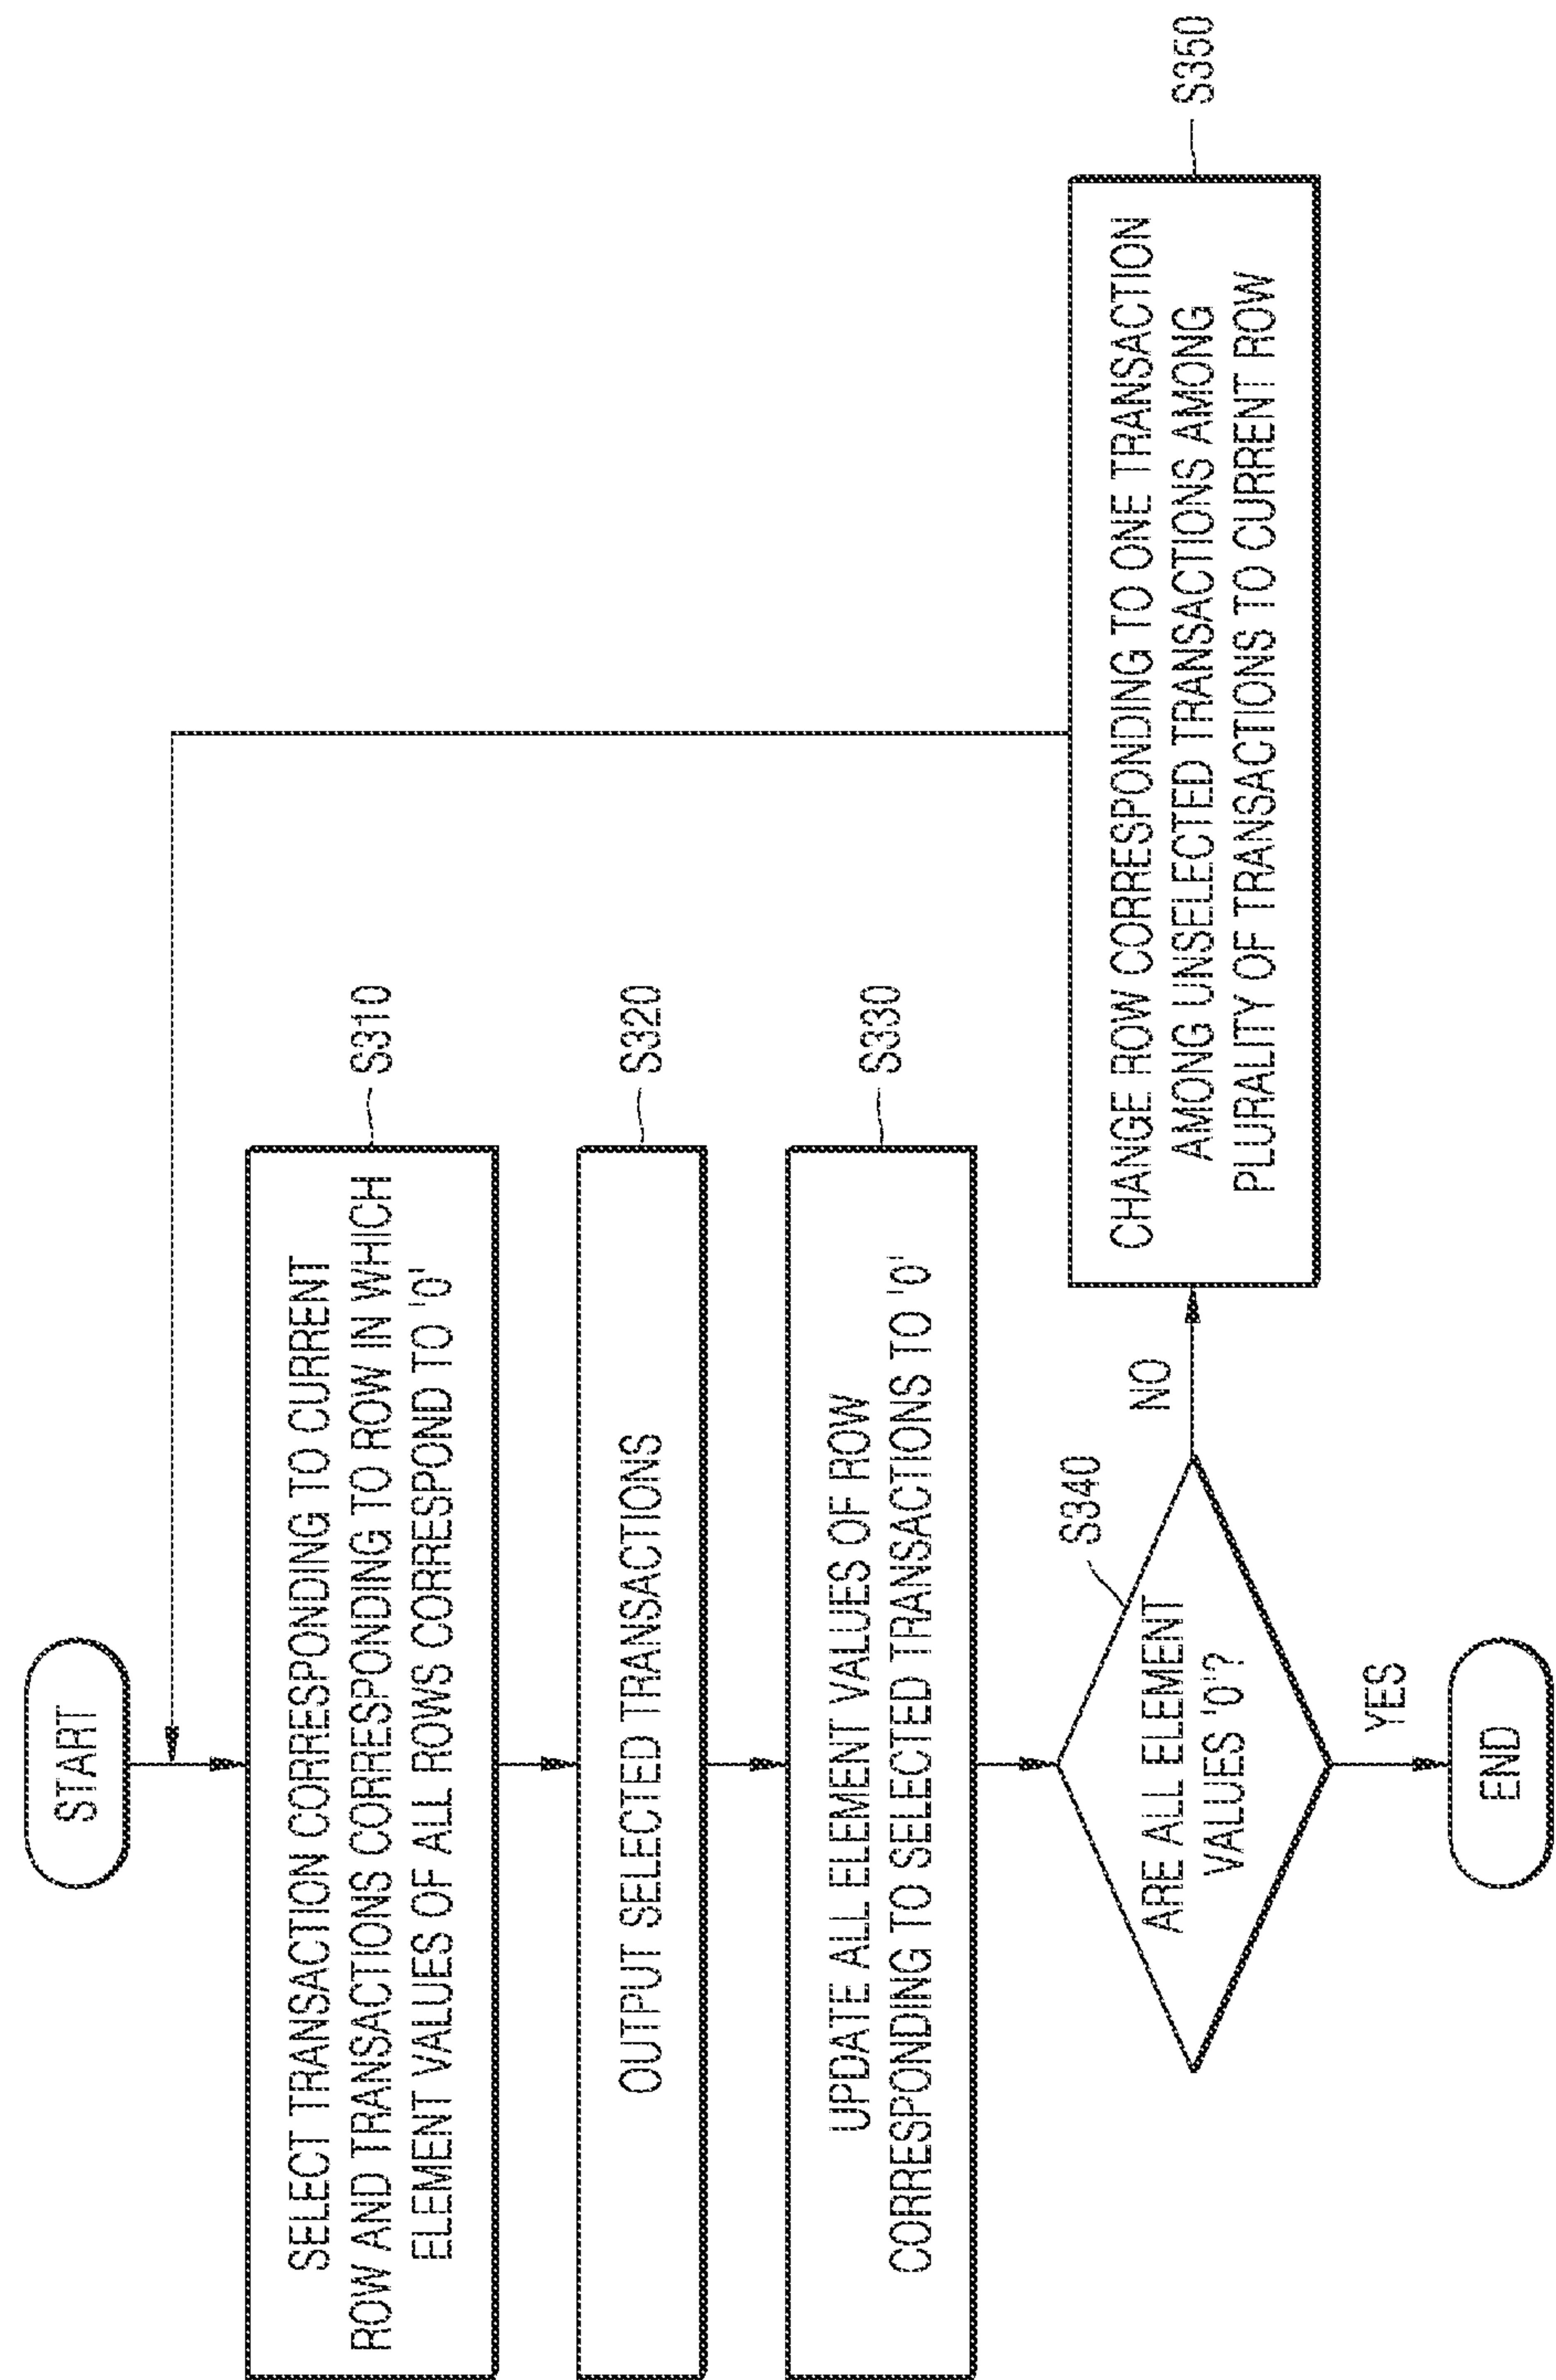 START
SELECT TRANSACTION CORRESPONDING TO CURRENT
ROW AND TRANSACTIONS CORRESPONDING TO ROW IN WHICH
ELEMENT VALUES OF ALL ROWS CORRESPOND TO '0'
S310
OUTPUT SELECTED TRANSACTIONS
S320
UPDATE ALL ELEMENT VALUES OF ROW
CORRESPONDING TO SELECTED TRANSACTIONS TO '0'
S330
S340
ARE ALL ELEMENT
VALUES '0'?
NO
CHANGE ROW CORRESPONDING TO ONE TRANSACTION
AMONG UNSELECTED TRANSACTIONS AMONG
PLURALITY OF TRANSACTIONS TO CURRENT ROW
S350
YES
END